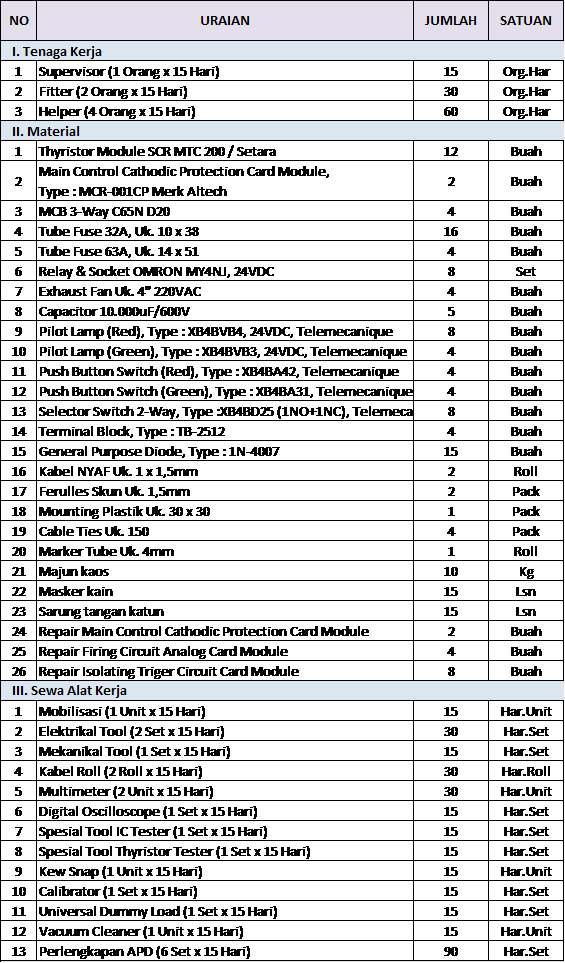 NO URAIAN JUMLAH SATUAN
I. Tenaga Kerja
1 Supervisor (1 Orang x 15 Hari) 15 Org.Har
2 Fitter (2 Orang x 15 Hari) 30 Org.Har
3 Helper (4 Orang x 15 Hari) 60 Org.Har
II. Material
1 Thyristor Module SCR MTC 200 / Setara 12 Buah
2 Main Control Cathodic Protection Card Module, 2 Buah
Type : MCR-001CP Merk Altech
3 MCB 3-Way C65N D20 4 Buah
4 Tube Fuse 32A, Uk. 10 x 38 16 Buah
5 Tube Fuse 63A, Uk. 14 x 51 4 Buah
6 Relay & Socket OMRON MY4NJ, 24VDC 8 Set
7 Exhaust Fan Uk. 4" 220VAC 4 Buah
8 Capacitor 10.000uF/600V 5 Buah
9 Pilot Lamp (Red), Type : XB4BVB4, 24VDC, Telemecanique 8 Buah
10 Pilot Lamp (Green), Type : XB4BVB3, 24VDC, Telemecanique 4 Buah
11 Push Button Switch (Red), Type : XB4BA42, Telemecanique 4 Buah
12 Push Button Switch (Green), Type : XB4BA31, Telemecanique 4 Buah
13 Selector Switch 2-Way, Type :XB4BD25 (1NO+1NC), Telemeca 8 Buah
14 Terminal Block, Type : TB-2512 4 Buah
15 General Purpose Diode, Type : 1N-4007 15 Buah
16 Kabel NYAF Uk. 1 x 1,5mm 2 Roll
17 Ferulles Skun Uk. 1,5mm 2 Pack
18 Mounting Plastik Uk. 30 x 30 1 Pack
19 Cable Ties Uk. 150 4 Pack
20 Marker Tube Uk. 4mm 1 Roll
21 Majun kaos 10 Kg
22 Masker kain 15 Lsn
23 Sarung tangan katun 15 Lsn
24 Repair Main Control Cathodic Protection Card Module 2 Buah
25 Repair Firing Circuit Analog Card Module 4 Buah
26 Repair Isolating Triger Circuit Card Module 8 Buah
III. Sewa Alat Kerja
1 Mobilisasi (1 Unit x 15 Hari) 15 Har.Unit
2 Elektrikal Tool (2 Set x 15 Hari) 30 Har.Set
3 Mekanikal Tool (1 Set x 15 Hari) 15 Har.Set
4 Kabel Roll (2 Roll x 15 Hari) 30 Har.Roll
5 Multimeter (2 Unit x 15 Hari) 30 Har.Unit
6 Digital Oscilloscope (1 Set x 15 Hari) 15 Har.Set
7 Spesial Tool IC Tester (1 Set x 15 Hari) 15 Har.Set
8 Spesial Tool Thyristor Tester (1 Set x 15 Hari) 15 Har.Set
9 Kew Snap (1 Unit x 15 Hari) 15 Har.Unit
10 Calibrator (1 Set x 15 Hari) 15 Har.Set
11 Universal Dummy Load (1 Set x 15 Hari) 15 Har.Set
12 Vacuum Cleaner (1 Unit x 15 Hari) 15 Har.Unit
13 Perlengkapan APD (6 Set x 15 Hari) 90 Har.Set